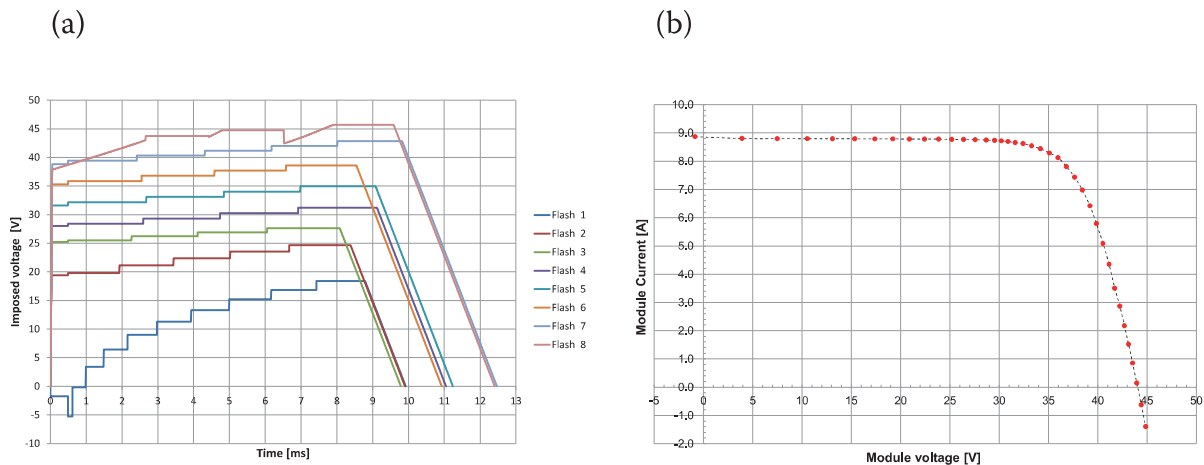 (a)
(b)
50
45
40
35
30
25
20
15
10
5
0
-5
-10
Imposed voltage [V]
0 1 2 3 4 5 6 7 8 9 10 11 12 13
Time [ms]
Flash 1
Flash 2
Flash 3
Flash 4
Flash 5
Flash 6
Flash 7
Flash 8
10.0
9.0
8.0
7.0
6.0
5.0
4.0
3.0
2.0
1.0
0.0
-1.0
-2.0
Module Current [A]
-5 0 5 10 15 20 25 30 35 40 45 50
Module voltage [V]